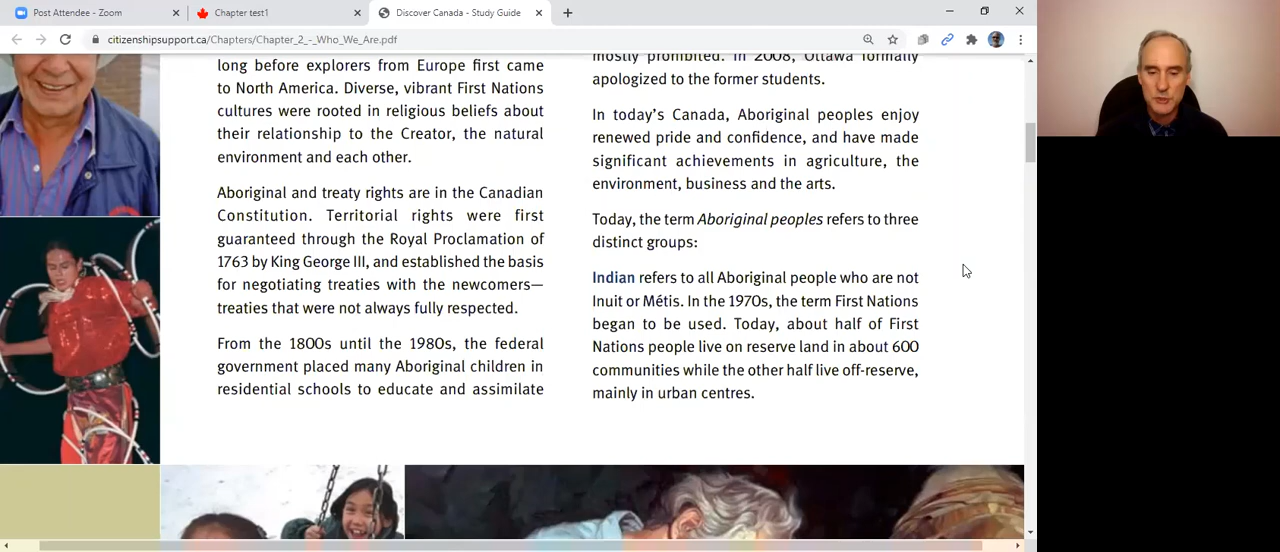 Post Attendee - Zoom
Chapter test1
Discover Canada - Study Guide
citizenshipsupport.ca/Chapters/Chapter_2_-_Who_We_Are.pdf
long before explorers from Europe first came
to North America. Diverse, vibrant First Nations
cultures were rooted in religious beliefs about
their relationship to the Creator, the natural
environment and each other.
Aboriginal and treaty rights are in the Canadian
Constitution. Territorial rights were first
guaranteed through the Royal Proclamation of
1763 by King George III, and established the basis
for negotiating treaties with the newcomers—
treaties that were not always fully respected.
From the 1800s until the 1980s, the federal
government placed many Aboriginal children in
residential schools to educate and assimilate
mostly prohibited. In 2008, Ottawa formally
apologized to the former students.
In today's Canada, Aboriginal peoples enjoy
renewed pride and confidence, and have made
significant achievements in agriculture, the
environment, business and the arts.
Today, the term Aboriginal peoples refers to three
distinct groups:
Indian refers to all Aboriginal people who are not
Inuit or Métis. In the 1970s, the term First Nations
began to be used. Today, about half of First
Nations people live on reserve land in about 600
communities while the other half live off-reserve,
mainly in urban centres.